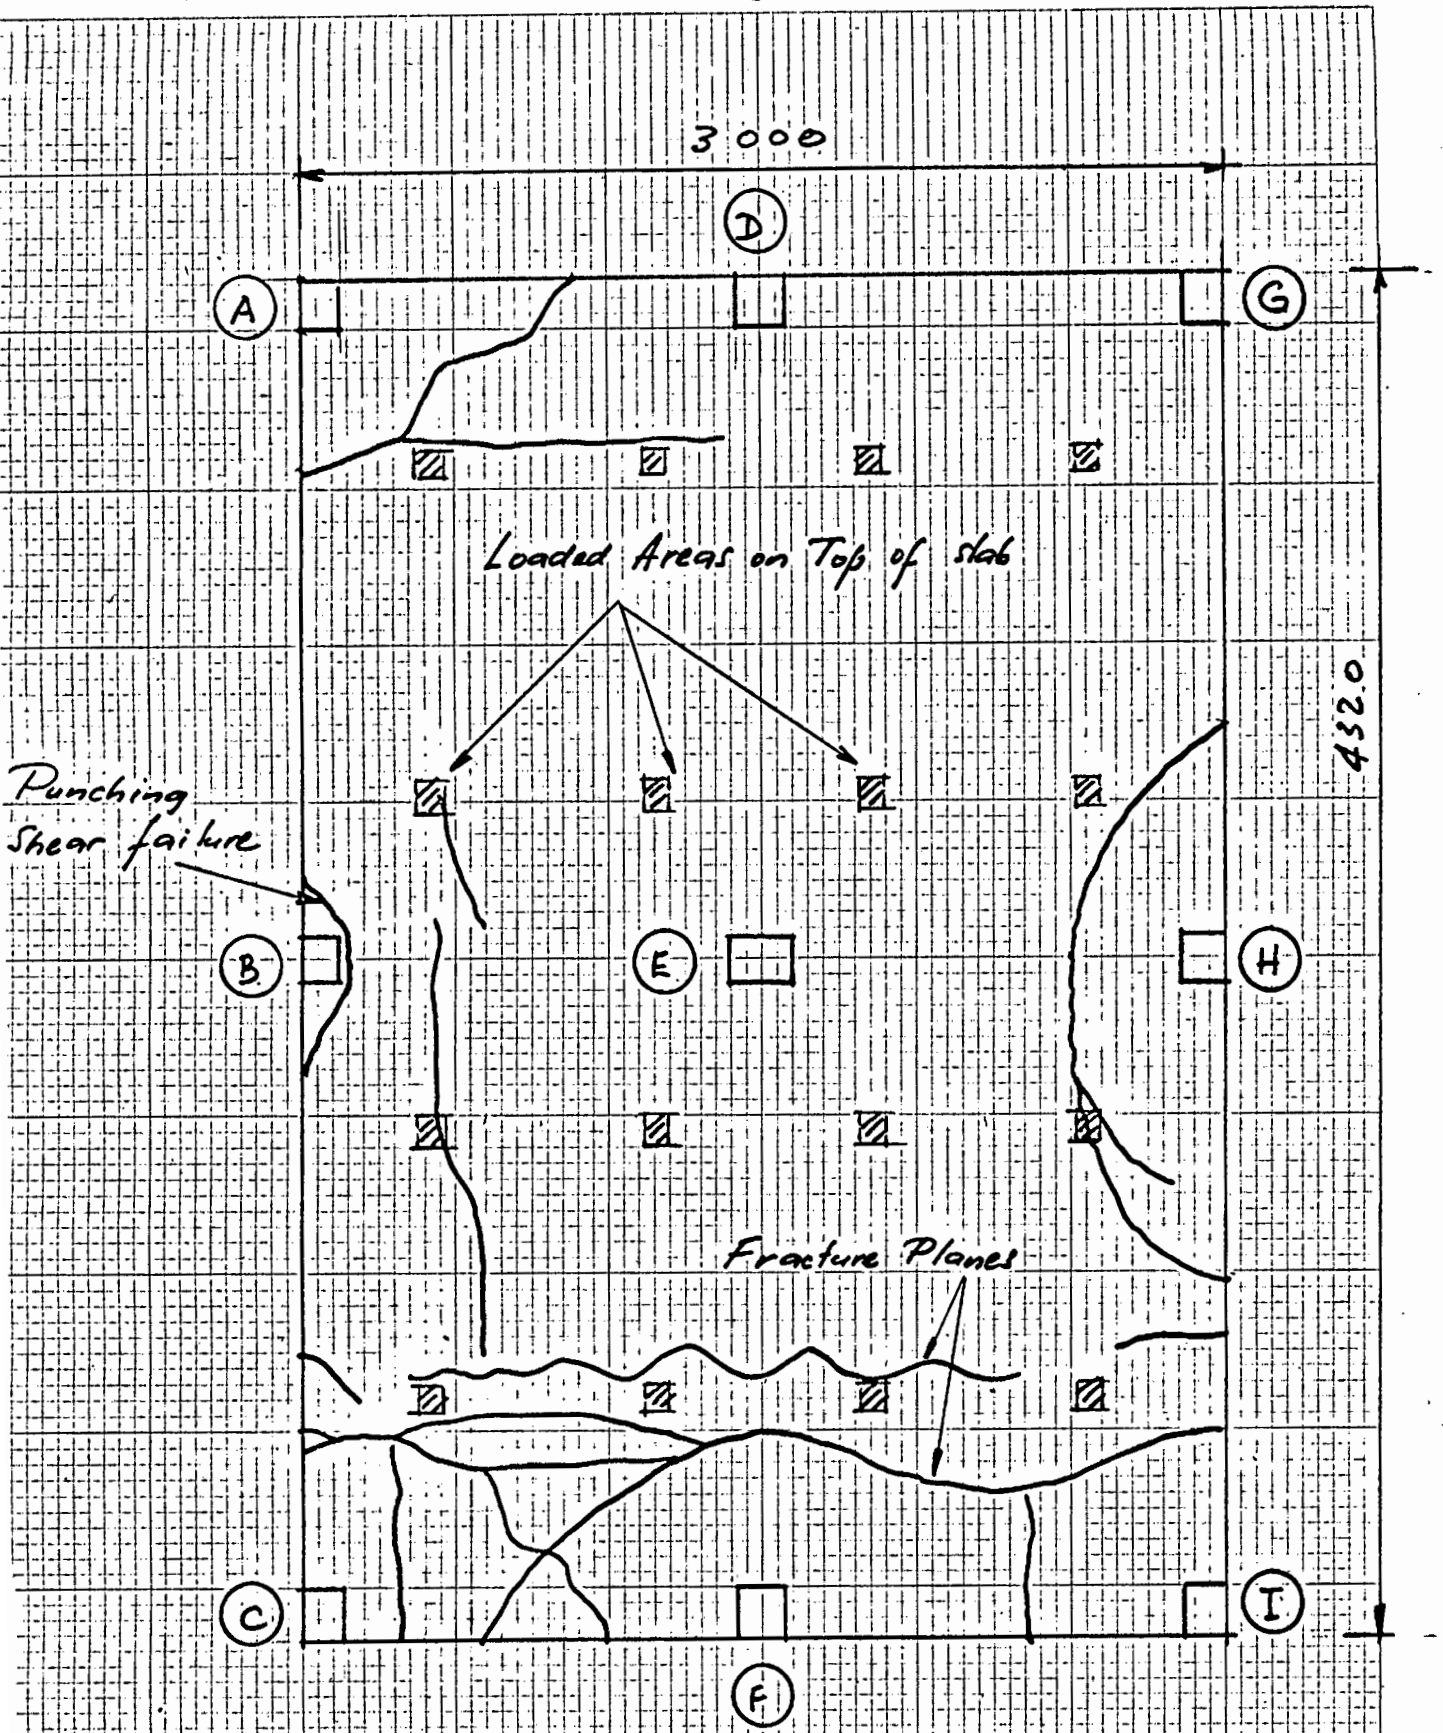 3000
D
A
G
Loaded Areas on Top of slab
4320
Punching
Shear failure
B
E
H
Fracture Planes
C
I
F